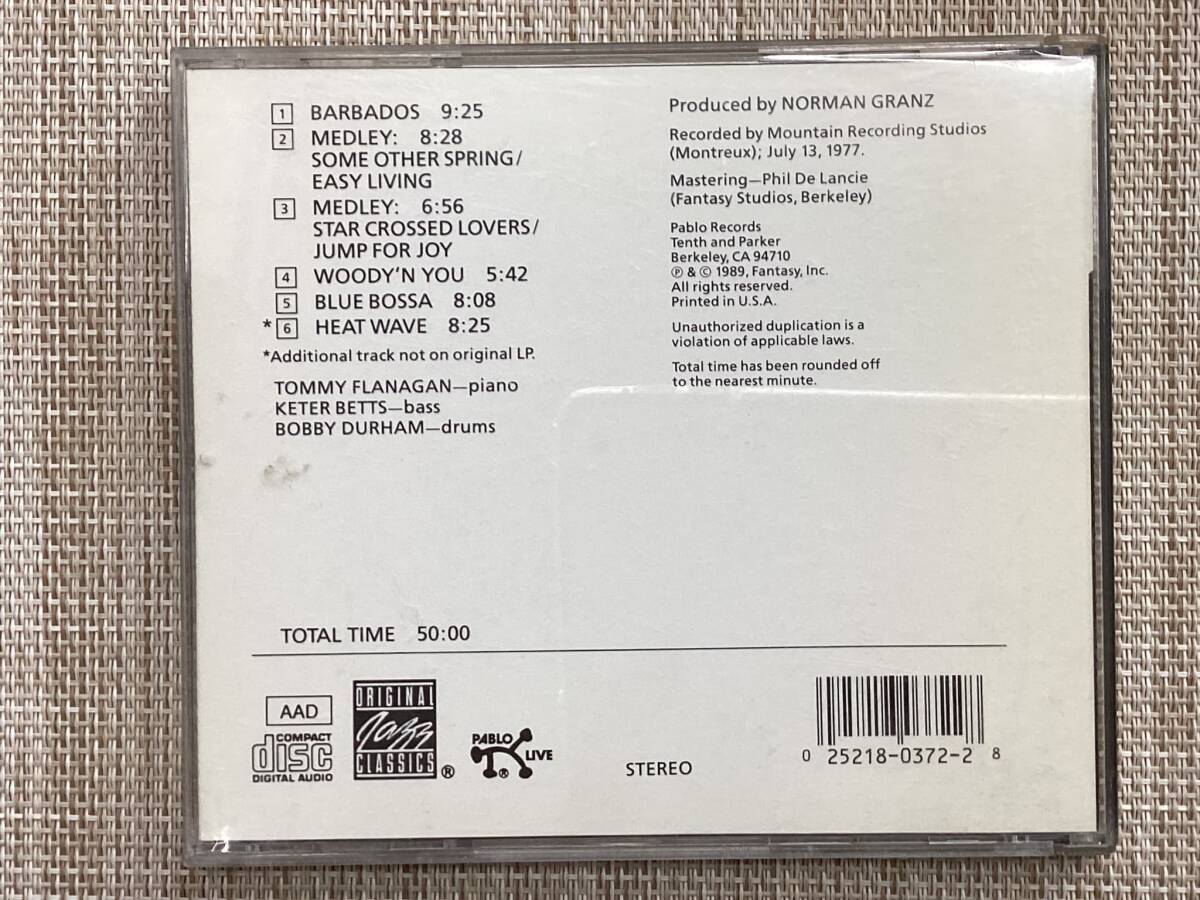 1 BARBADOS 9:25
2 MEDLEY: 8:28
SOME OTHER SPRING/
EASY LIVING
3 MEDLEY: 6:56
STAR CROSSED LOVERS/
JUMP FOR JOY
4 WOODY'N YOU 5:42
5 BLUE BOSSA 8:08
*6 HEAT WAVE 8:25
*Additional track not on original LP.
TOMMY FLANAGAN—piano
KETER BETTS—bass
BOBBY DURHAM—drums
Produced by NORMAN GRANZ
Recorded by Mountain Recording Studios
(Montreux); July 13, 1977.
Mastering—Phil De Lancie
(Fantasy Studios, Berkeley)
Pablo Records
Tenth and Parker
Berkeley, CA 94710
℗ & © 1989, Fantasy, Inc.
All rights reserved.
Printed in U.S.A.
Unauthorized duplication is a
violation of applicable laws.
Total time has been rounded off
to the nearest minute.
TOTAL TIME 50:00
AAD
COMPACT
disc
DIGITAL AUDIO
ORIGINAL
Jazz
CLASSICS ®
PABLO
LIVE
®
STEREO
0 25218-0372-2 8